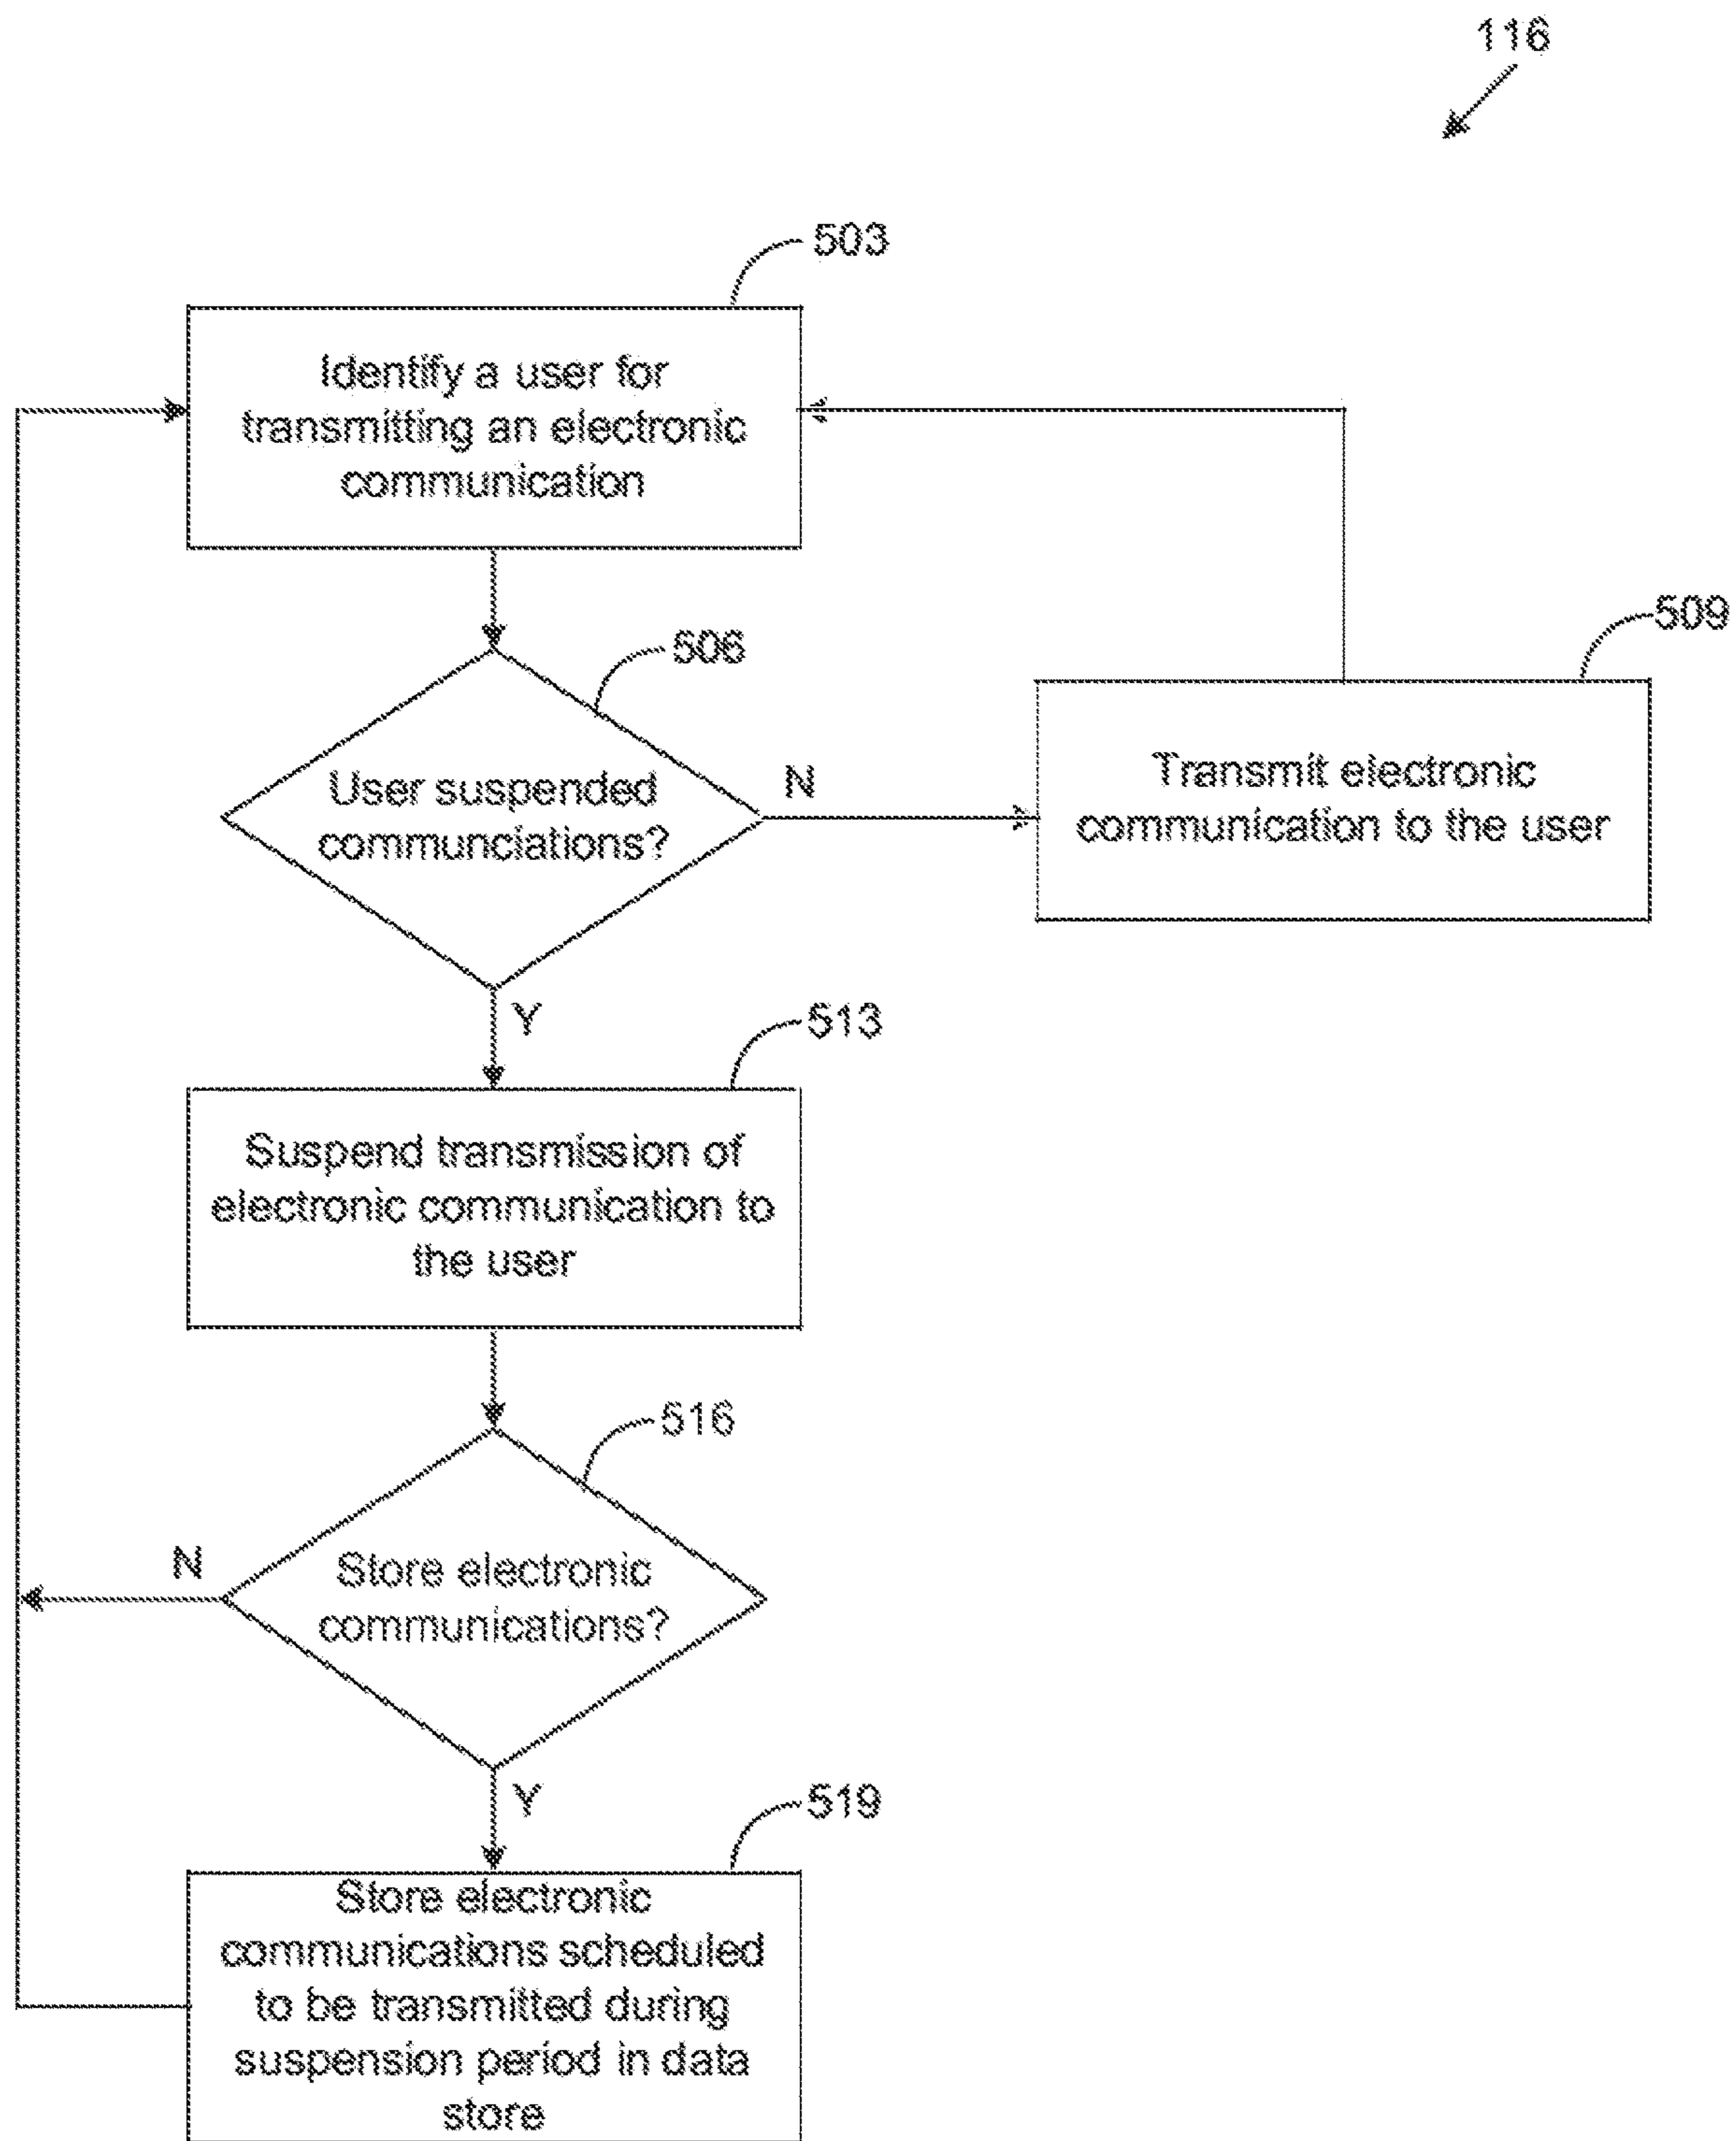 116
503
Identify a user for
transmitting an electronic
communication
506
User suspended
communciations?
N
509
Transmit electronic
communication to the user
Y
513
Suspend transmission of
electronic communication to
the user
516
Store electronic
communications?
N
Y
519
Store electronic
communications scheduled
to be transmitted during
suspension period in data
store